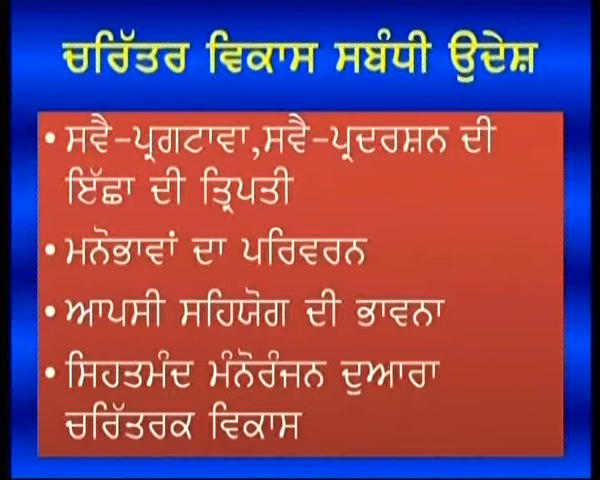 ਚਰਿੱਤਰ ਵਿਕਾਸ ਸਬੰਧੀ ਉਦੇਸ਼
• ਸਵੈ-ਪ੍ਰਗਟਾਵਾ,ਸਵੈ-ਪ੍ਰਦਰਸ਼ਨ ਦੀ
ਇੱਛਾ ਦੀ ਤ੍ਰਿਪਤੀ
• ਮਨੋਭਾਵਾਂ ਦਾ ਪਰਿਵਰਨ
• ਆਪਸੀ ਸਹਿਯੋਗ ਦੀ ਭਾਵਨਾ
• ਸਿਹਤਮੰਦ ਮੰਨੋਰੰਜਨ ਦੁਆਰਾ
ਚਰਿੱਤਰਕ ਵਿਕਾਸ